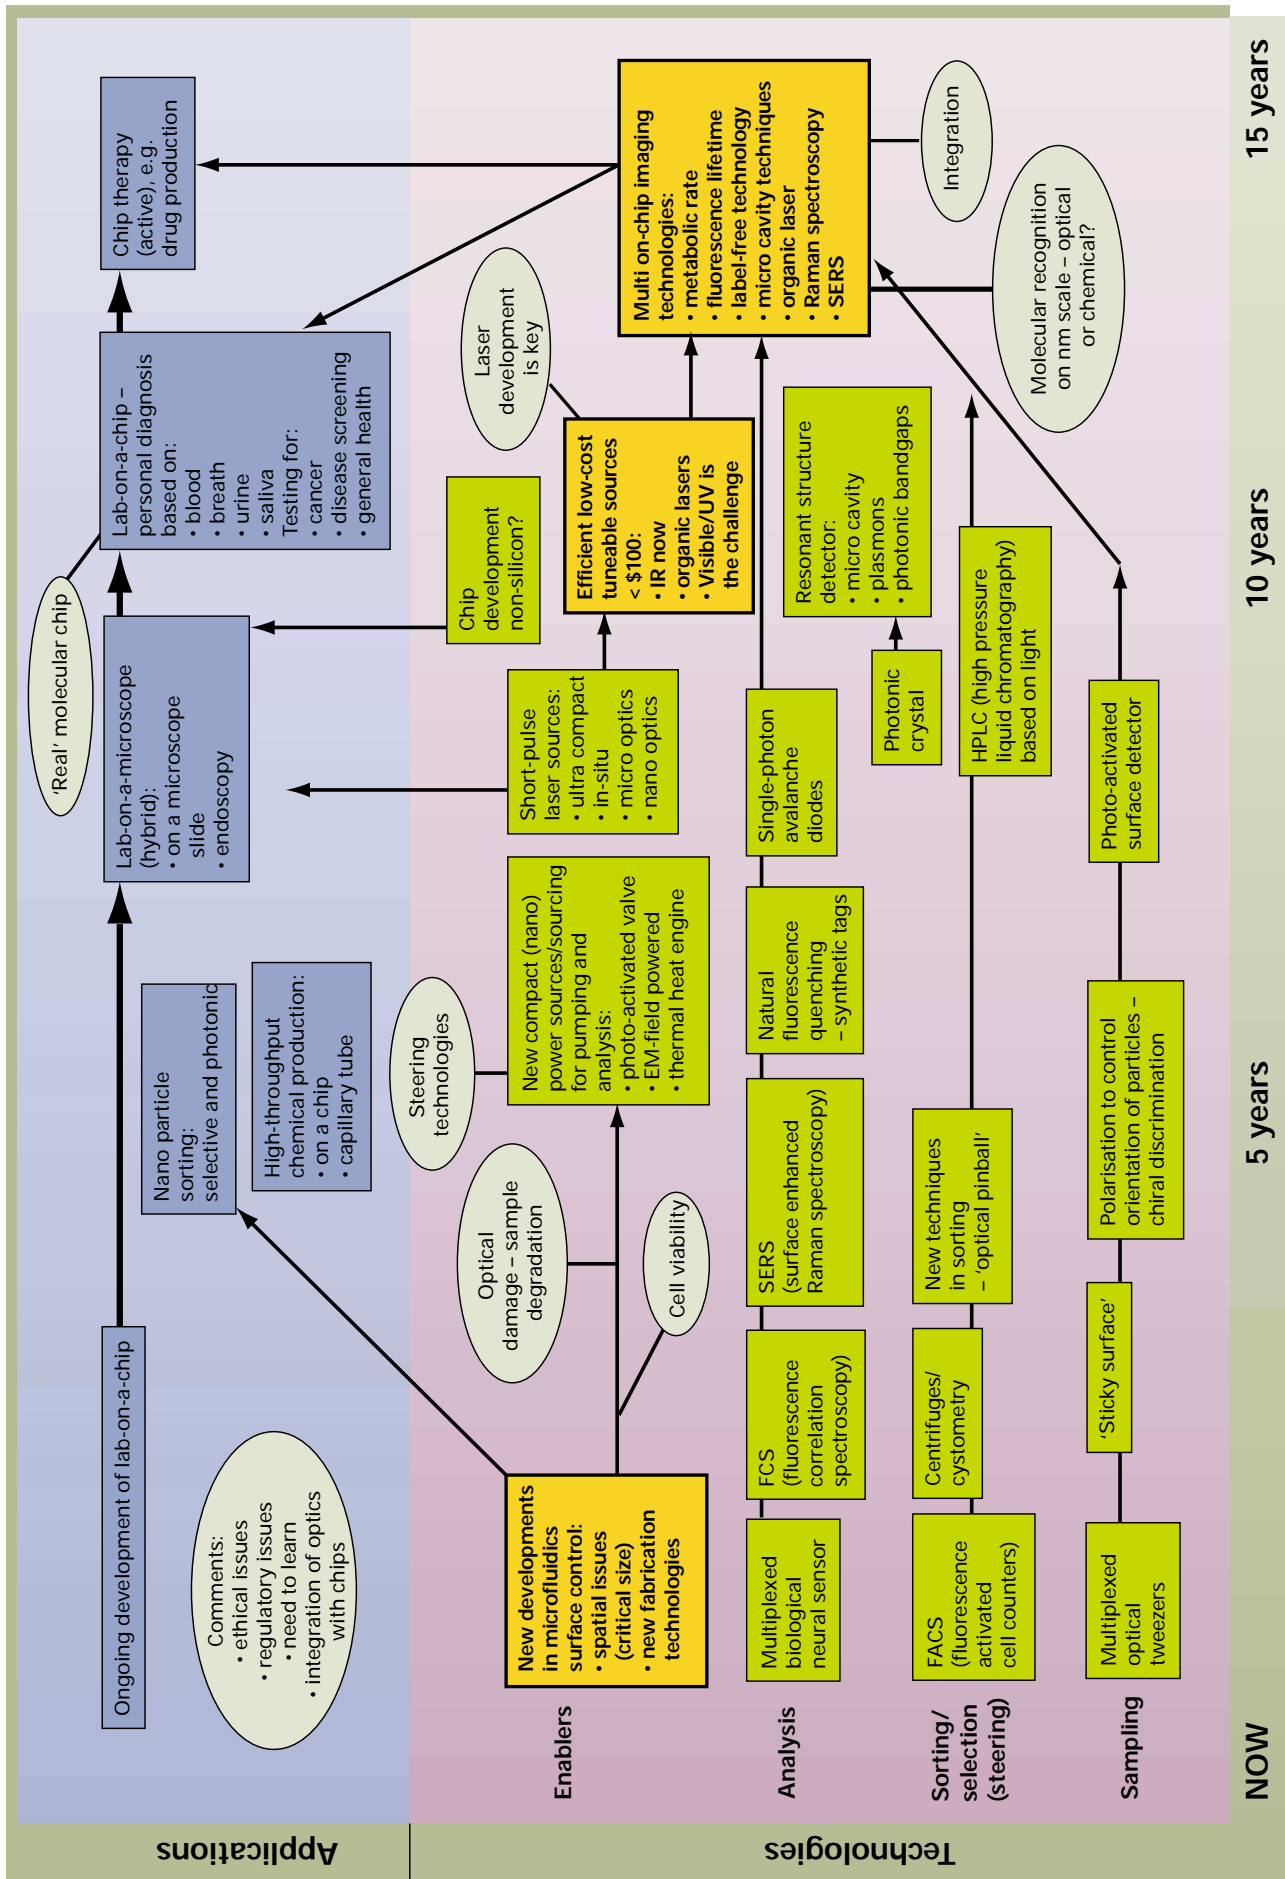 Applications
Ongoing development of lab-on-a-chip
Comments:
• ethical issues
• regulatory issues
• need to learn
• integration of optics
with chips
Nano particle
sorting:
selective and photonic
High-throughput
chemical production:
• on a chip
• capillary tube
'Real' molecular chip
Lab-on-a-microscope
(hybrid):
• on a microscope
slide
• endoscopy
Lab-on-a-chip –
personal diagnosis
based on:
• blood
• breath
• urine
• saliva
Testing for:
• cancer
• disease screening
• general health
Chip therapy
(active), e.g.
drug production
Technologies
Enablers
New developments
in microfluidics
surface control:
• spatial issues
(critical size)
• new fabrication
technologies
Optical
damage – sample
degradation
Cell viability
Steering
technologies
New compact (nano)
power sources/sourcing
for pumping and
analysis:
• photo-activated valve
• EM-field powered
• thermal heat engine
Short-pulse
laser sources:
• ultra compact
• in-situ
• micro optics
• nano optics
Chip
development
non-silicon?
Laser
development
is key
Efficient low-cost
tuneable sources
< $100:
• IR now
• organic lasers
• Visible/UV is
the challenge
Multi on-chip imaging
technologies:
• metabolic rate
• fluorescence lifetime
• label-free technology
• micro cavity techniques
• organic laser
• Raman spectroscopy
• SERS
Integration
Molecular recognition
on nm scale – optical
or chemical?
Analysis
Multiplexed
biological
neural sensor
FCS
(fluorescence
correlation
spectroscopy)
SERS
(surface enhanced
Raman spectroscopy)
Natural
fluorescence
quenching
– synthetic tags
Single-photon
avalanche
diodes
Photonic
crystal
Resonant structure
detector:
• micro cavity
• plasmons
• photonic bandgaps
Sorting/
selection
(steering)
FACS
(fluorescence
activated
cell counters)
Centrifuges/
cystometry
New techniques
in sorting
– 'optical pinball'
HPLC (high pressure
liquid chromatography)
based on light
Sampling
Multiplexed
optical
tweezers
'Sticky surface'
Polarisation to control
orientation of particles –
chiral discrimination
Photo-activated
surface detector
NOW
5 years
10 years
15 years